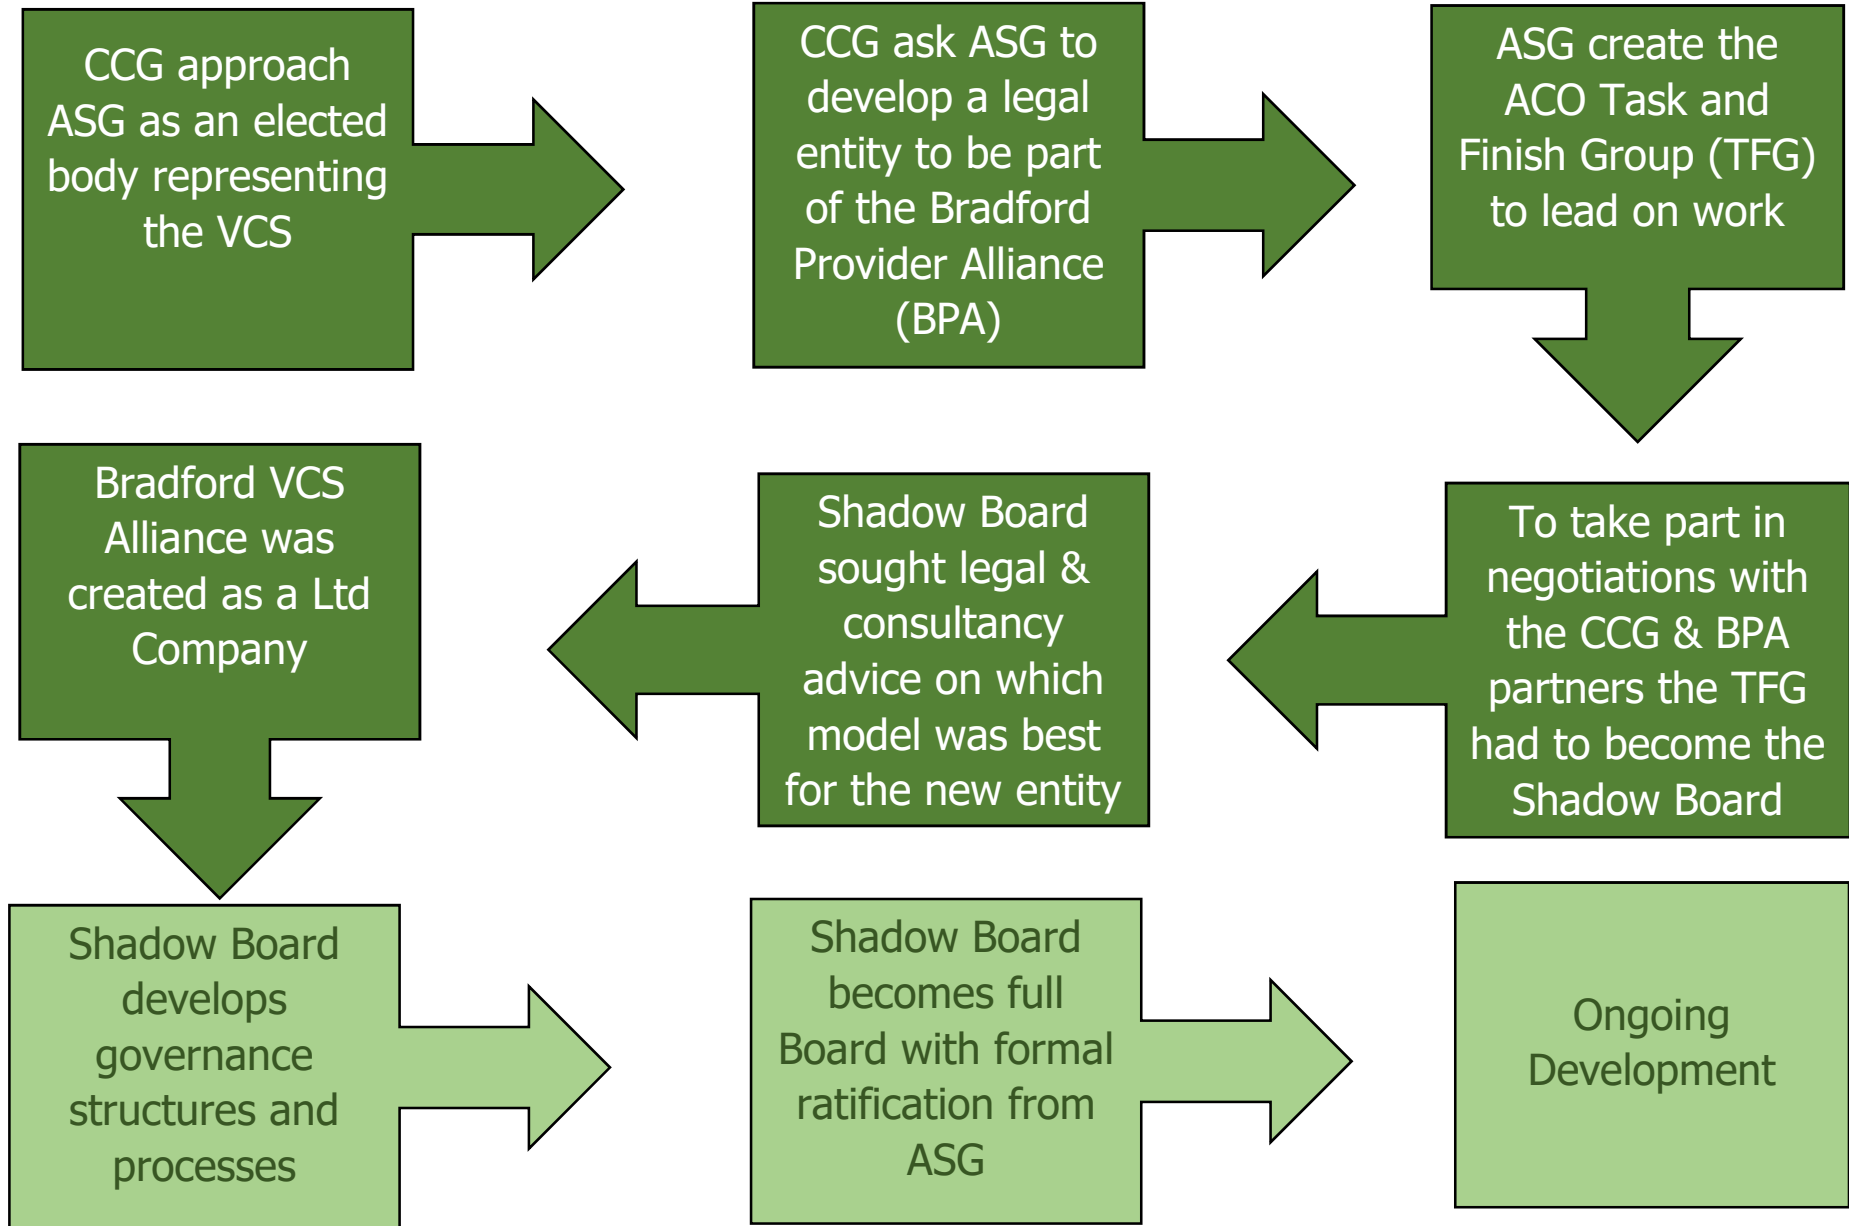 CCG approach
ASG as an elected
body representing
the VCS
CCG ask ASG to
develop a legal
entity to be part
of the Bradford
Provider Alliance
(BPA)
ASG create the
ACO Task and
Finish Group (TFG)
to lead on work
To take part in
negotiations with
the CCG & BPA
partners the TFG
had to become the
Shadow Board
Shadow Board
sought legal &
consultancy
advice on which
model was best
for the new entity
Bradford VCS
Alliance was
created as a Ltd
Company
Shadow Board
develops
governance
structures and
processes
Shadow Board
becomes full
Board with formal
ratification from
ASG
Ongoing
Development